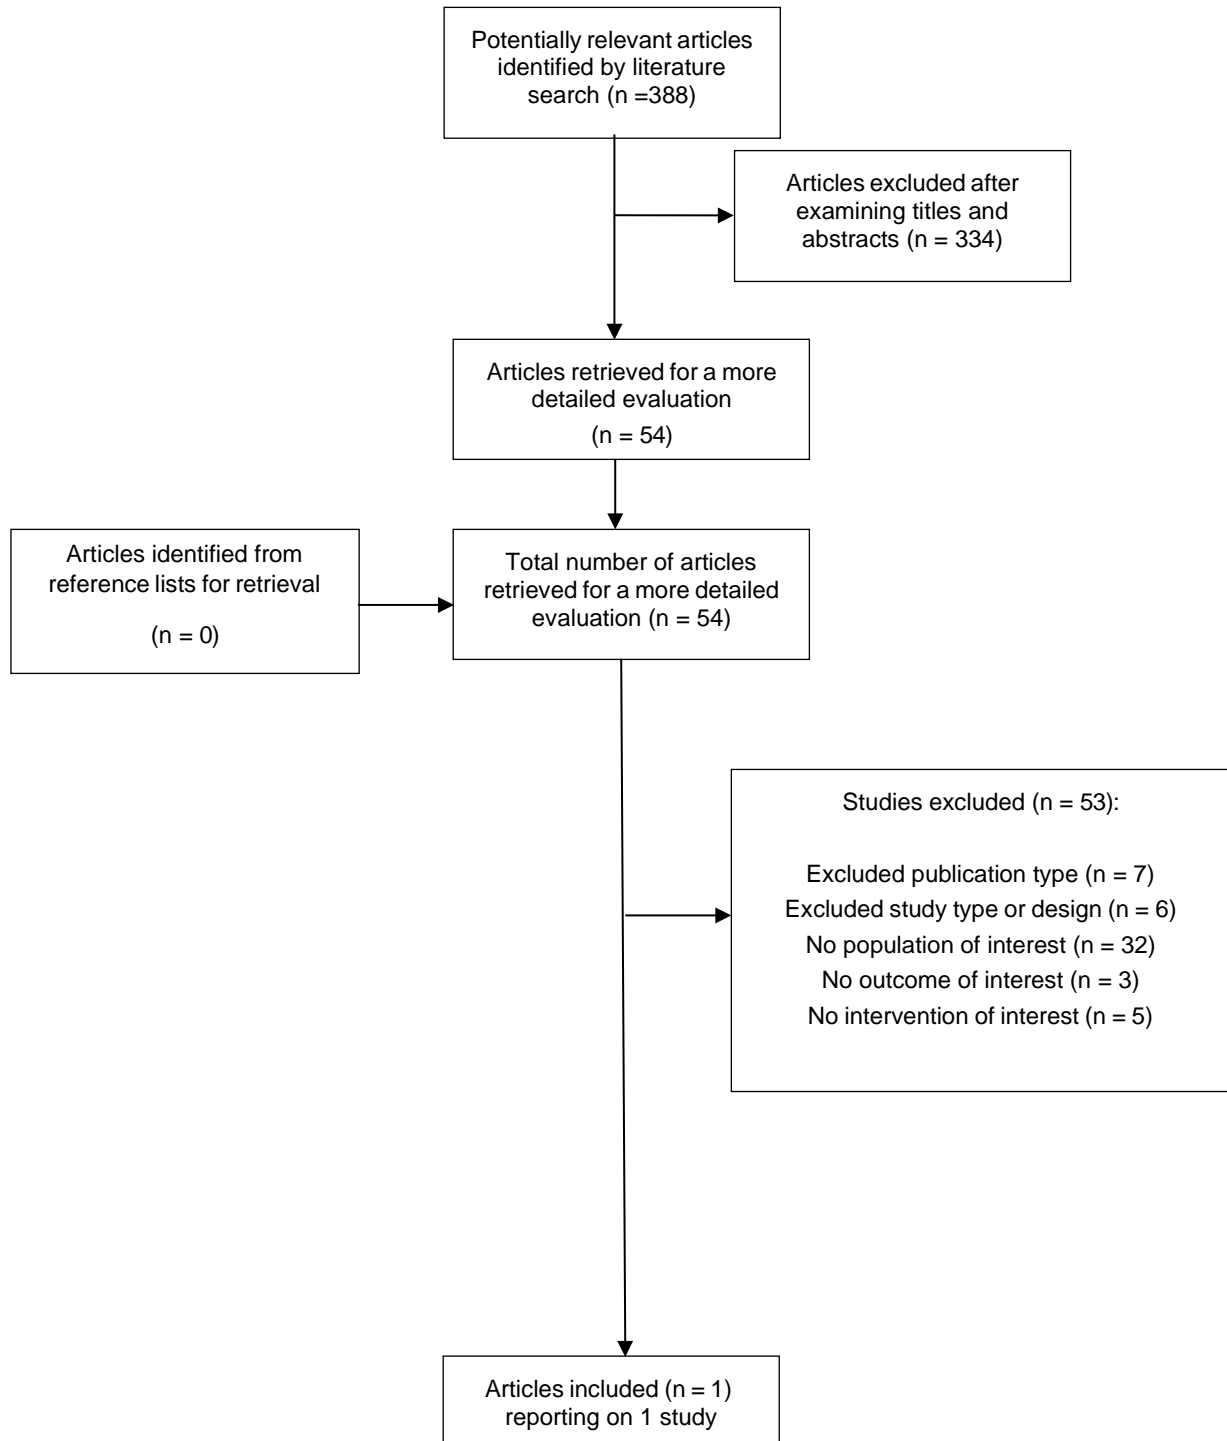 Potentially relevant articles
identified by literature
search (n =388)
Articles excluded after
examining titles and
abstracts (n = 334)
Articles retrieved for a more
detailed evaluation
(n = 54)
Articles identified from
reference lists for retrieval
(n = 0)
Total number of articles
retrieved for a more detailed
evaluation (n = 54)
Studies excluded (n = 53):
Excluded publication type (n = 7)
Excluded study type or design (n = 6)
No population of interest (n = 32)
No outcome of interest (n = 3)
No intervention of interest (n = 5)
Articles included (n = 1)
reporting on 1 study